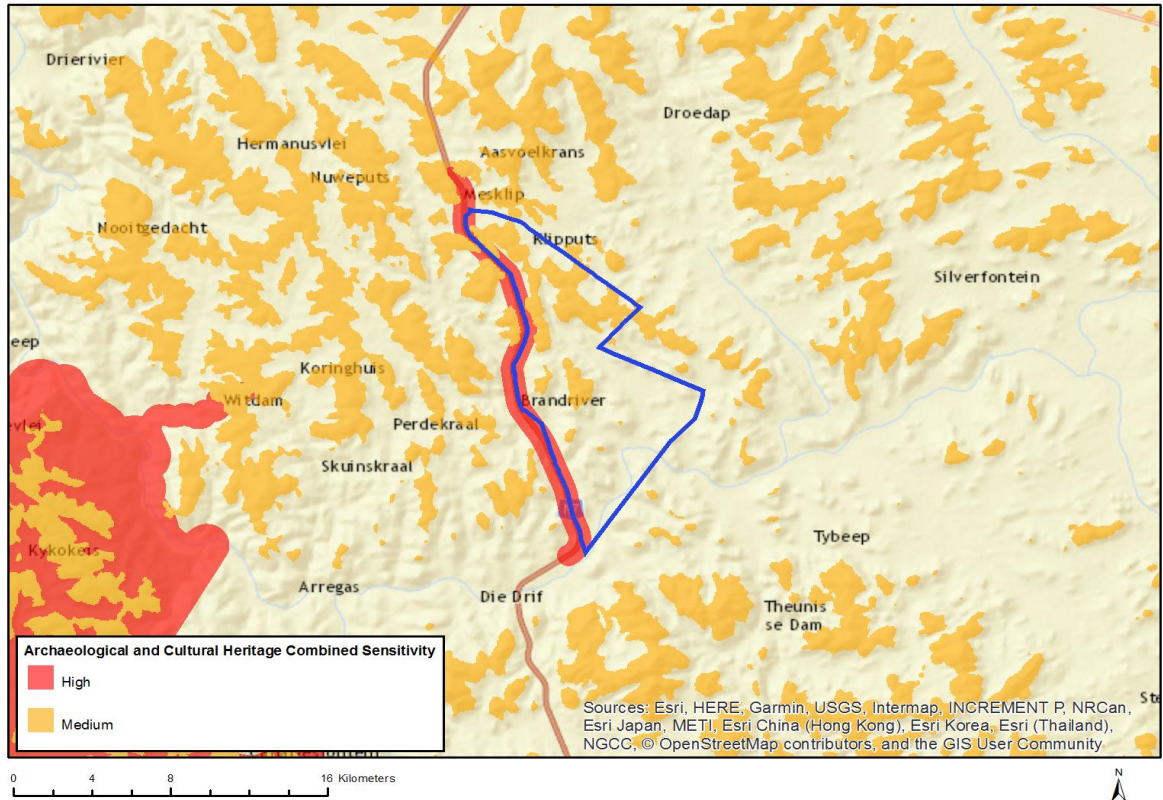 Drierivier
Droedap
Hermanusvlei
Aasvoelkrans
Nuweputs
Mesklip
Nooitgedacht
Klipputs
Silverfontein
eep
Koringhuis
Witdam
Brandriver
evlei
Perdekraal
Skuinskraal
Tybeep
Kykokers
Arregas
Die Drif
Theunis
se Dam
Archaeological and Cultural Heritage Combined Sensitivity
High
Medium
Ste
Sources: Esri, HERE, Garmin, USGS, Intermap, INCREMENT P, NRCan,
Esri Japan, METI, Esri China (Hong Kong), Esri Korea, Esri (Thailand),
NGCC, © OpenStreetMap contributors, and the GIS User Community
0 4 8 16 Kilometers
N